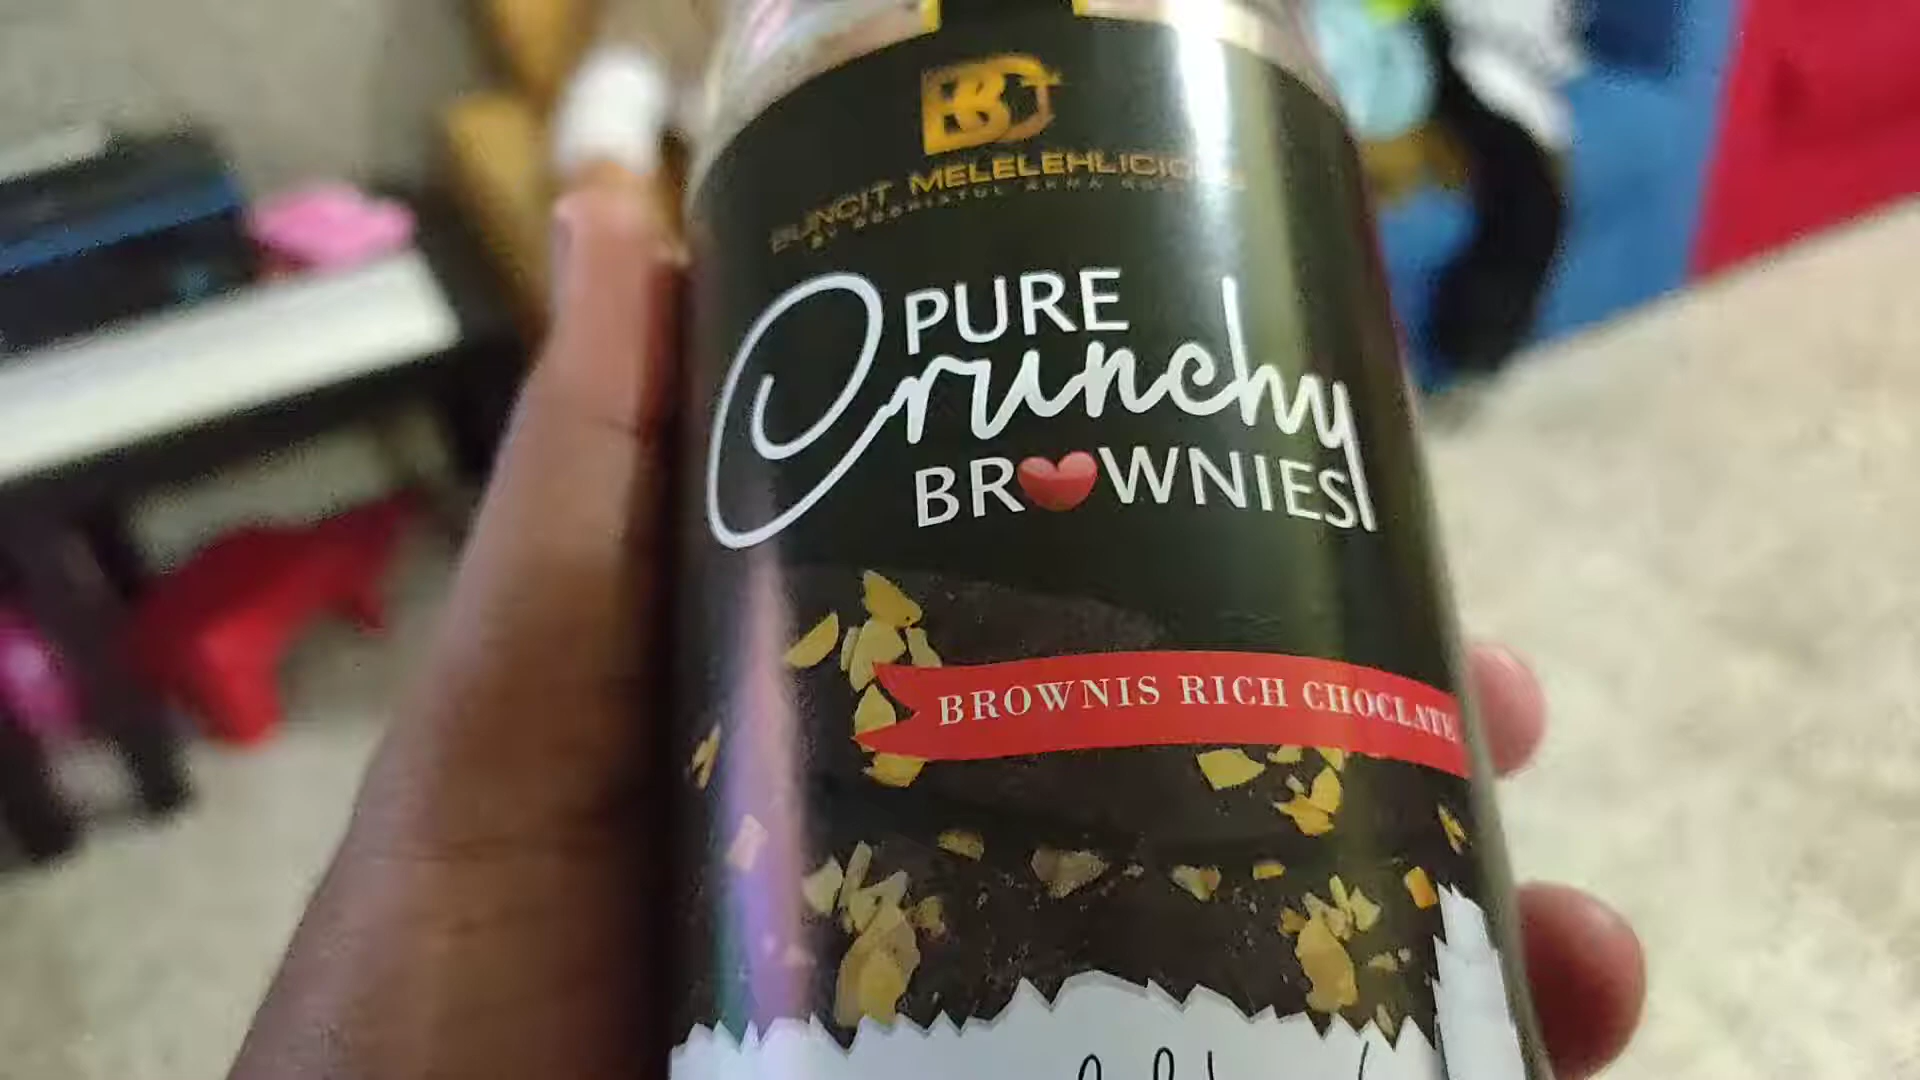 BUNCIT MELELEHLICIOUS
PURE
Crunchy
BROWNIES
BROWNIS RICH CHOCLATE